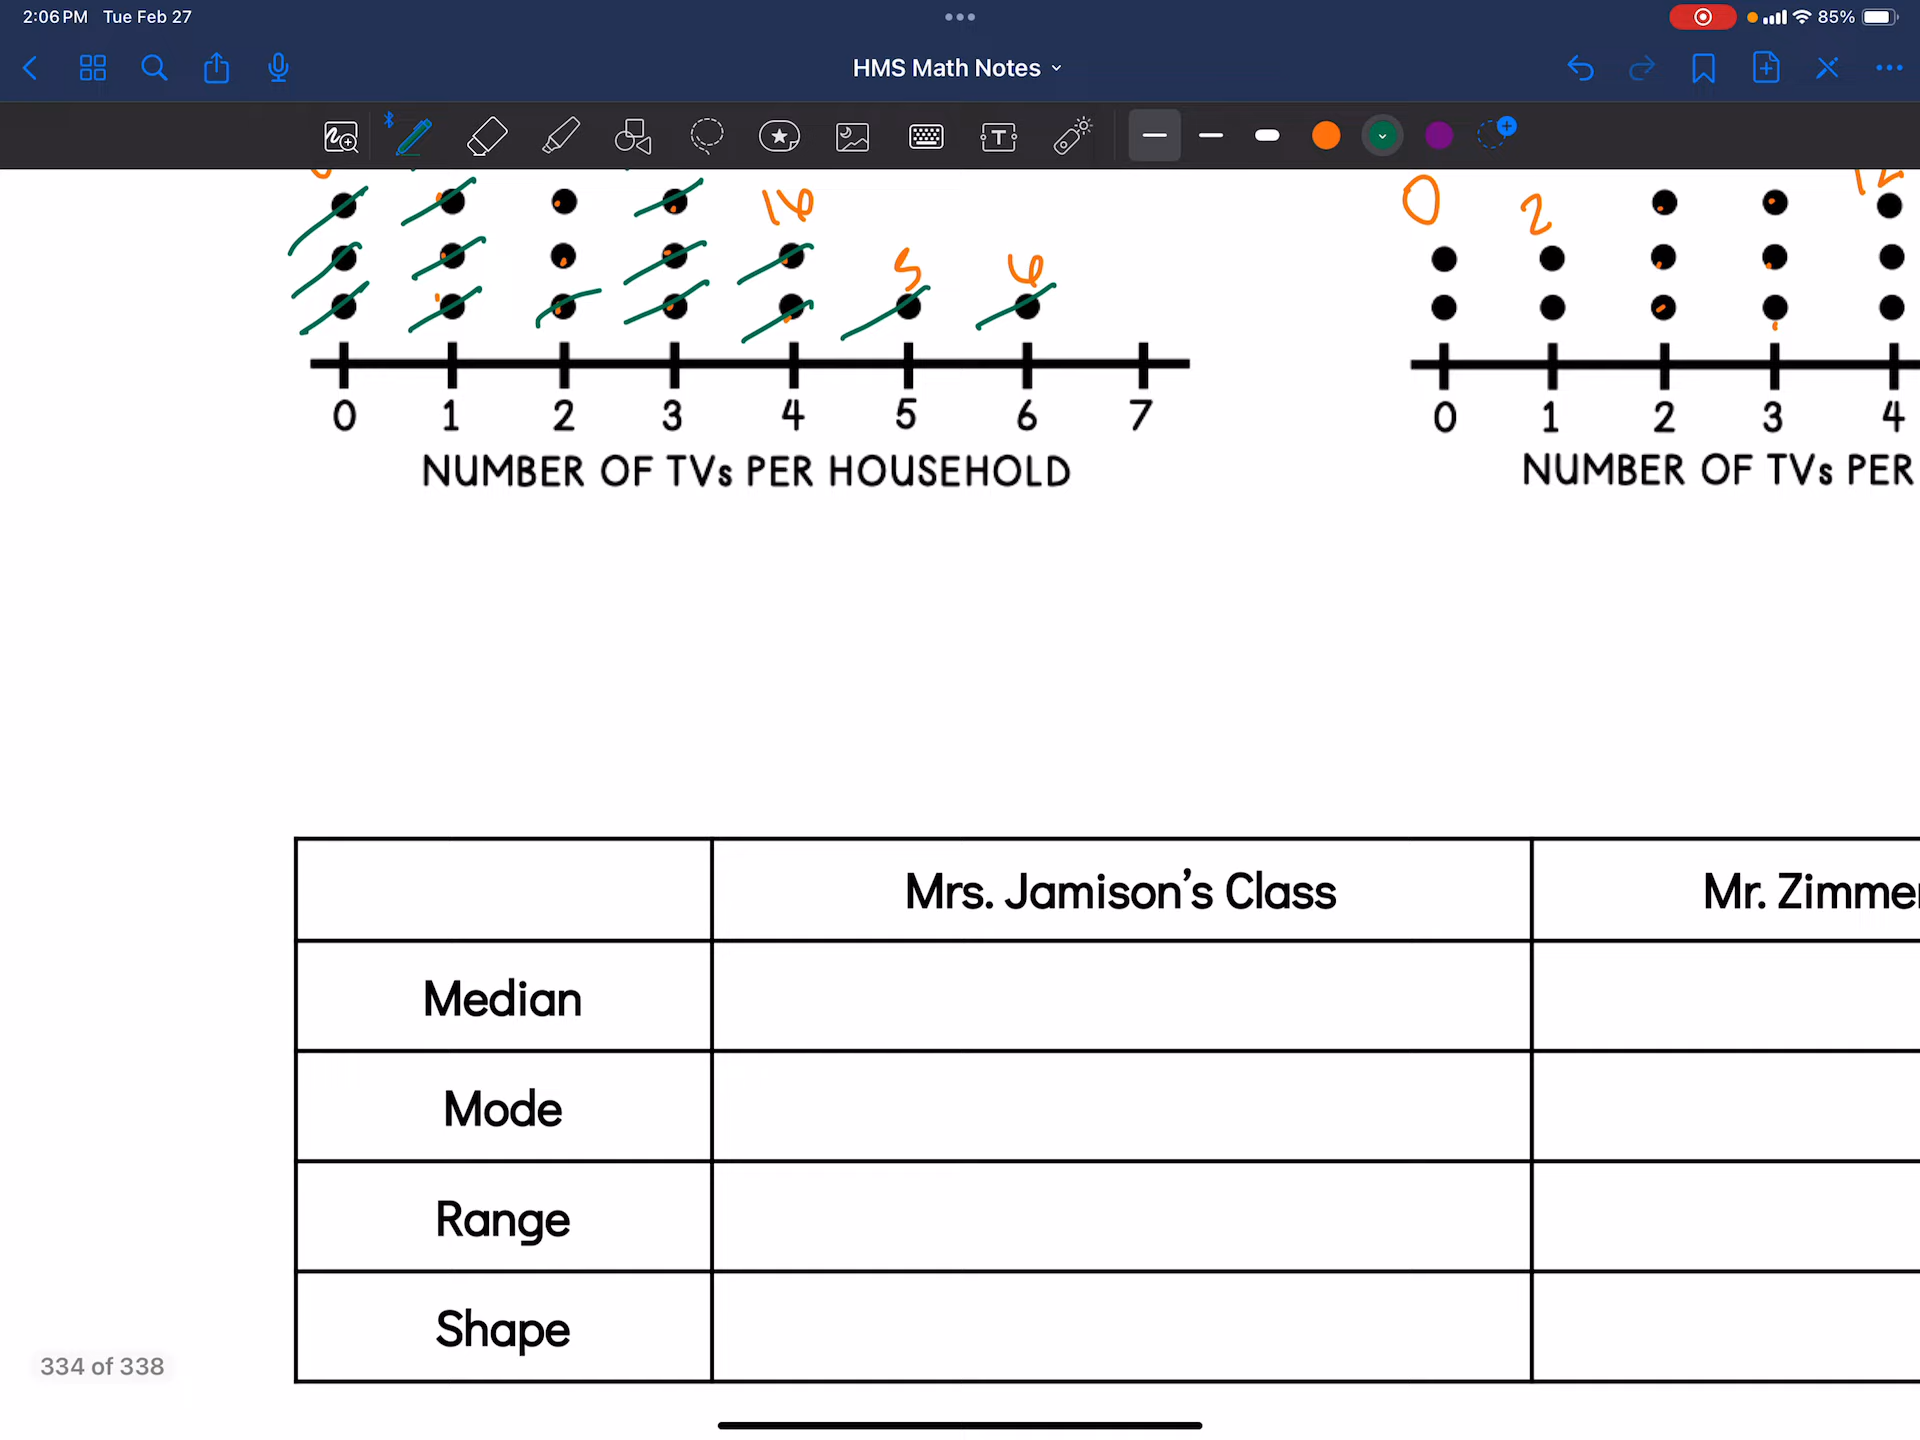 2:06 PM Tue Feb 27
85%
HMS Math Notes
T
16
5
6
0
2
12
0 1 2 3 4 5 6 7
0 1 2 3 4
NUMBER OF TVs PER HOUSEHOLD
NUMBER OF TVs PER
Mrs. Jamison's Class
Mr. Zimme
Median
Mode
Range
Shape
334 of 338